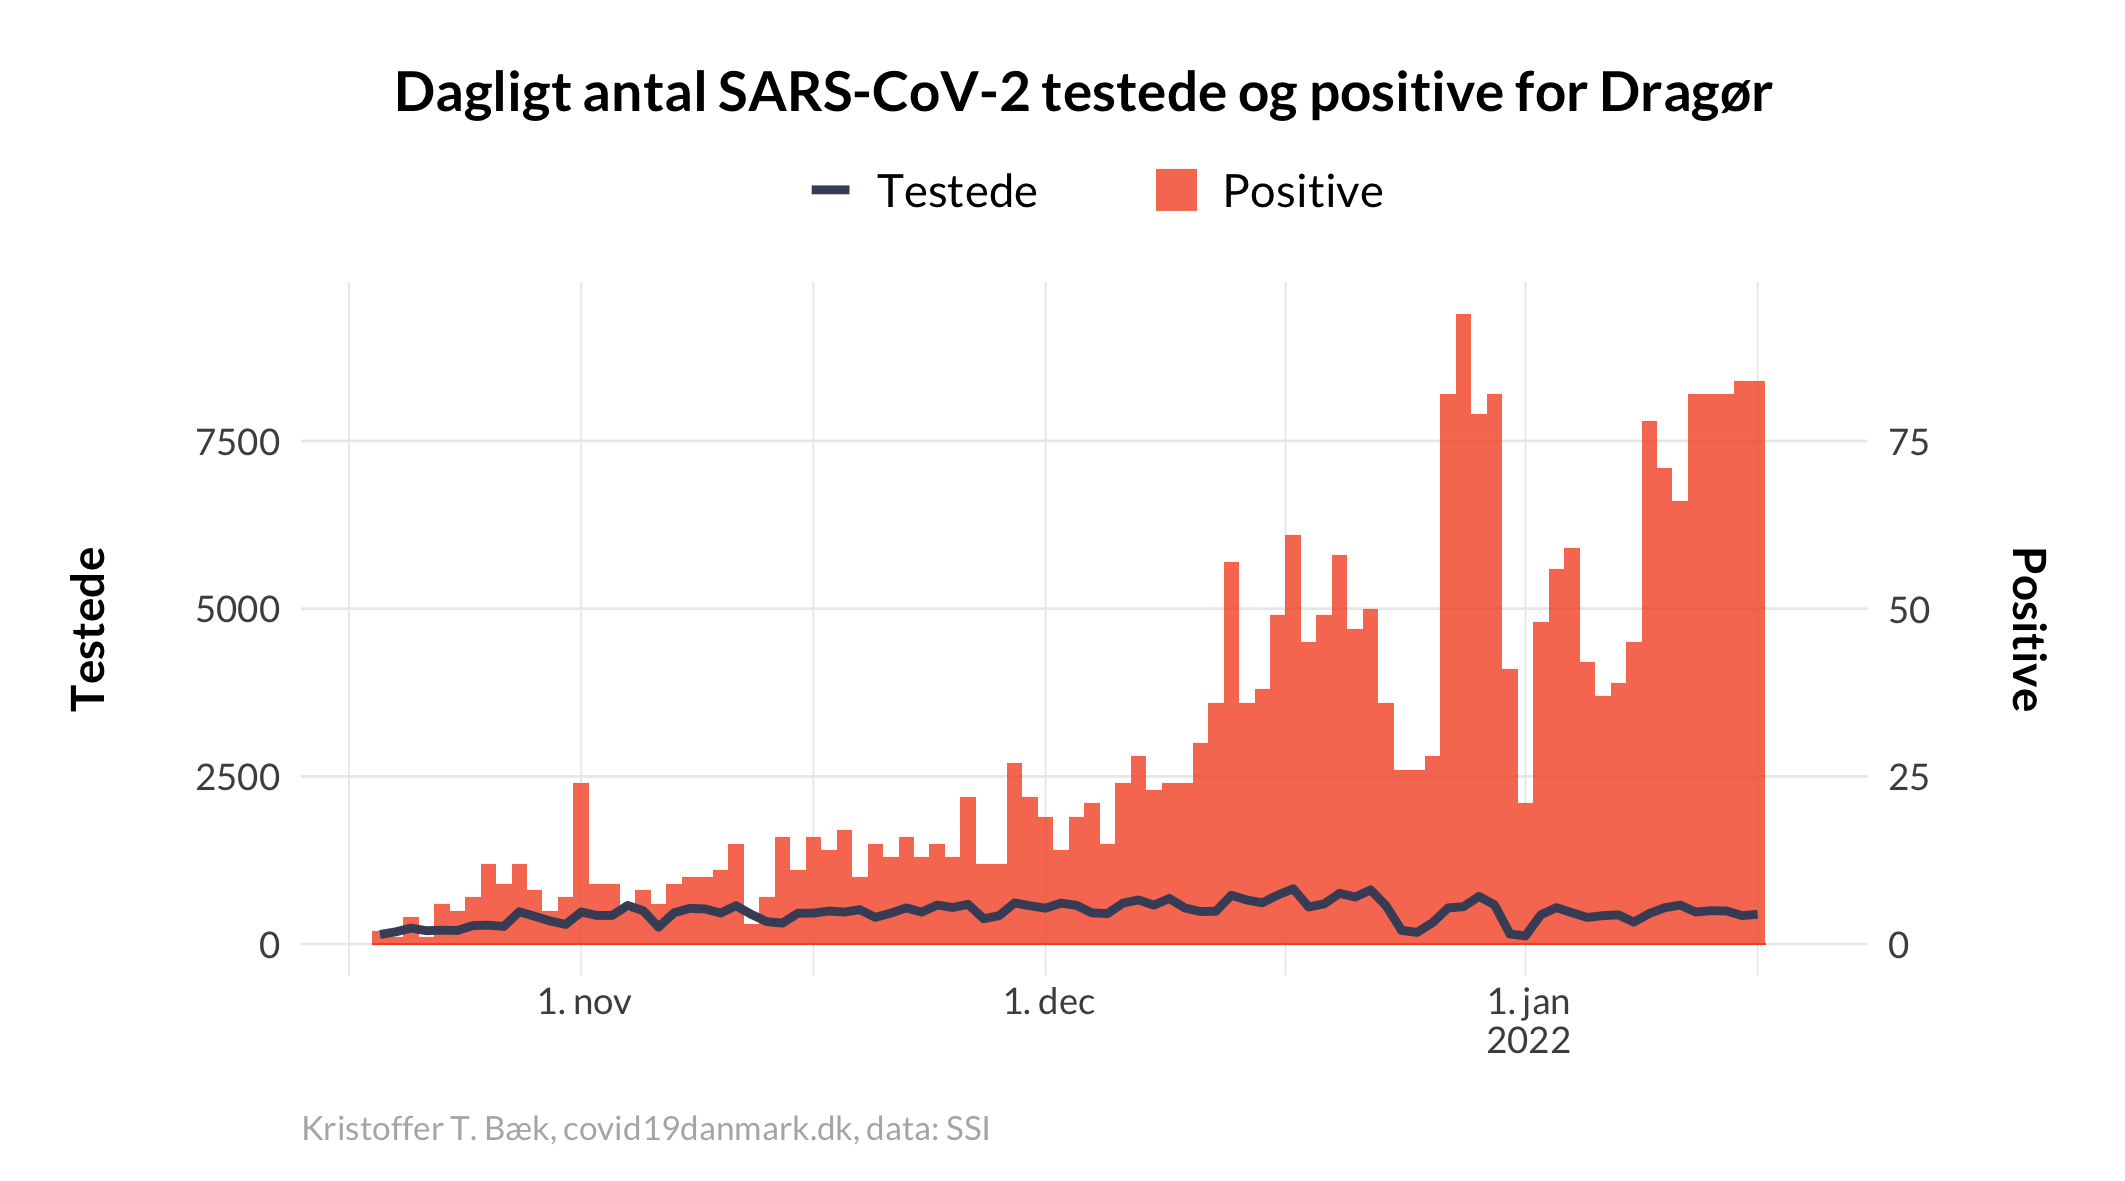 Dagligt antal SARS-CoV-2 testede og positive for Dragør
Testede
Positive
7500
5000
2500
0
75
50
25
0
Testede
Positive
1. nov
1. dec
1. jan
2022
Kristoffer T. Bæk, covid19danmark.dk, data: SSI